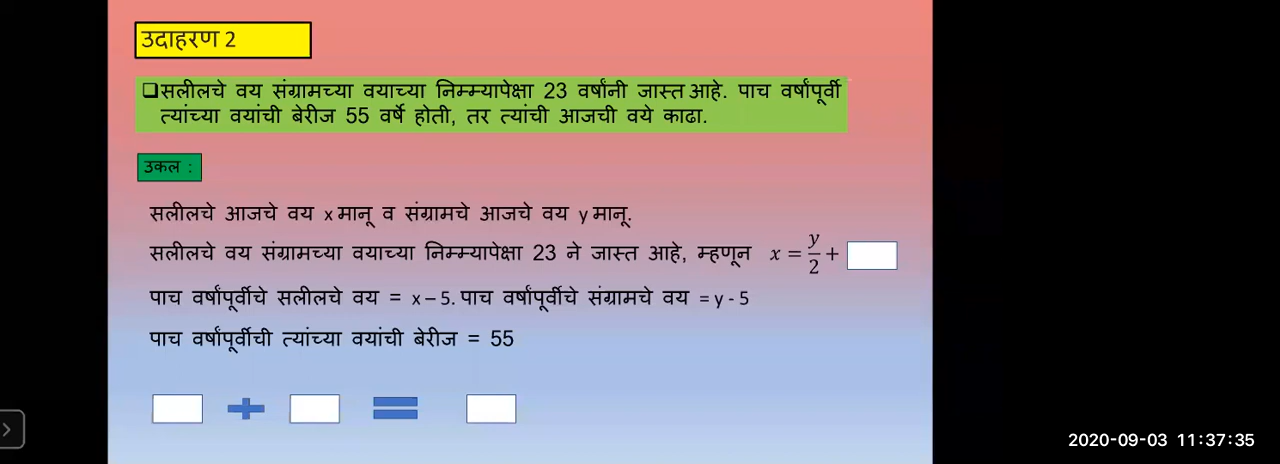 उदाहरण 2
❑सलीलचे वय संग्रामच्या वयाच्या निम्म्यापेक्षा 23 वर्षांनी जास्त आहे. पाच वर्षांपूर्वी
त्यांच्या वयांची बेरीज 55 वर्षे होती, तर त्यांची आजची वये काढा.
उकल :
सलीलचे आजचे वय x मानू व संग्रामचे आजचे वय y मानू.
सलीलचे वय संग्रामच्या वयाच्या निम्म्यापेक्षा 23 ने जास्त आहे, म्हणून x = y/2 +
पाच वर्षांपूर्वीचे सलीलचे वय = x – 5. पाच वर्षांपूर्वीचे संग्रामचे वय = y - 5
पाच वर्षांपूर्वीची त्यांच्या वयांची बेरीज = 55
+ =
2020-09-03 11:37:35